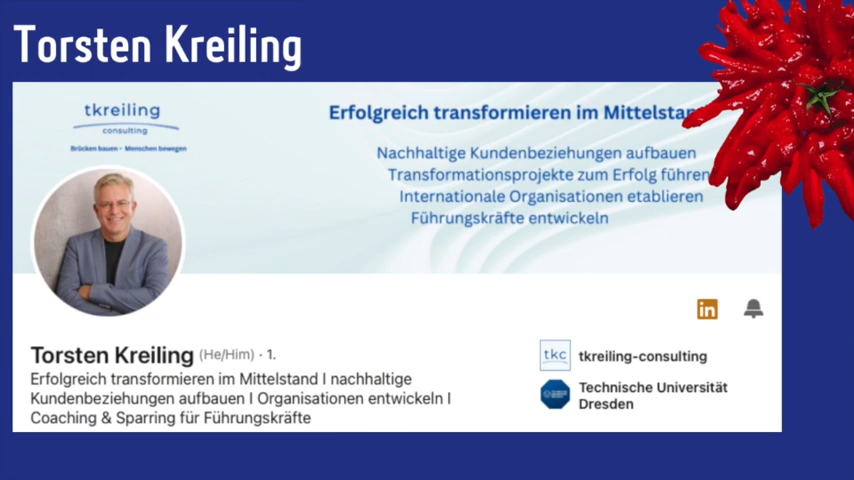 Torsten Kreiling
tkreiling
consulting
Brücken bauen - Menschen bewegen
Erfolgreich transformieren im
Nachhaltige Kundenbeziehungen aufbauen
Transformationsprojekte zum Erfolg führen
Internationale Organisationen etablieren
Führungskräfte entwickeln
in
Torsten Kreiling (He/Him) · 1.
Erfolgreich transformieren im Mittelstand I nachhaltige
Kundenbeziehungen aufbauen I Organisationen entwickeln I
Coaching & Sparring für Führungskräfte
tkc tkreiling-consulting
Technische Universität
Dresden